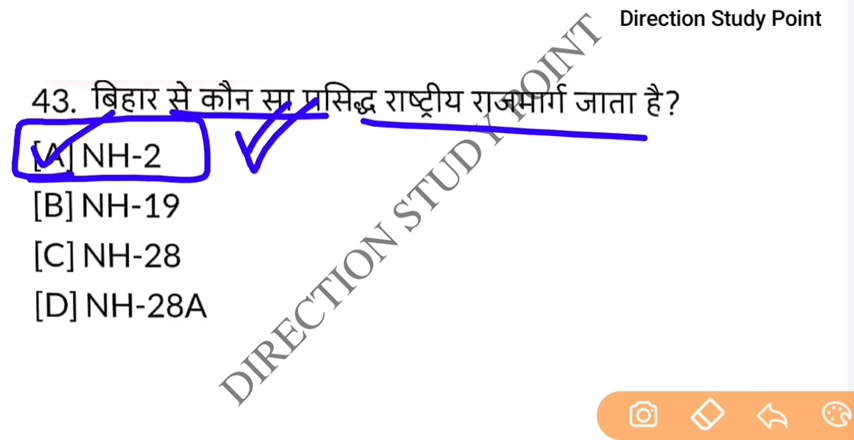 Direction Study Point
43. बिहार से कौन सा प्रसिद्ध राष्ट्रीय राजमार्ग जाता है?
[A] NH-2
[B] NH-19
[C] NH-28
[D] NH-28A
DIRECTION STUDY POINT